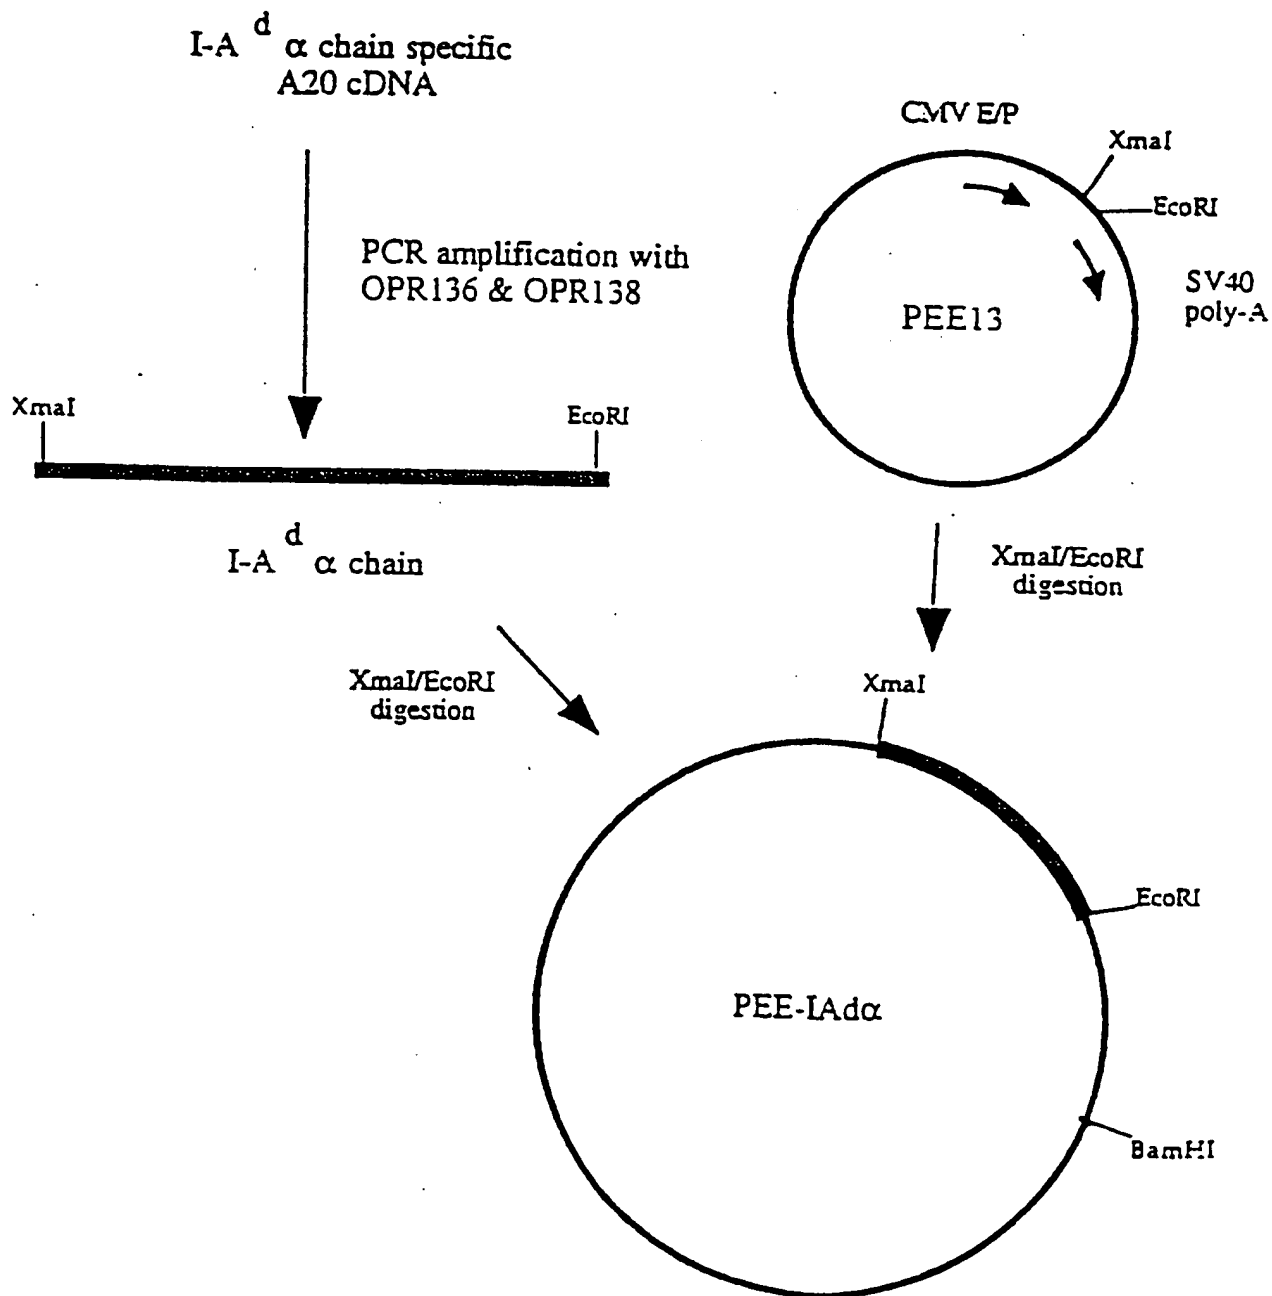 I-A d α chain specific
A20 cDNA
CMV E/P
XmaI
EcoRI
PCR amplification with
OPR136 & OPR138
SV40
poly-A
PEE13
XmaI
EcoRI
I-A d α chain
XmaI/EcoRI
digestion
XmaI/EcoRI
digestion
XmaI
EcoRI
PEE-IAdα
BamHI